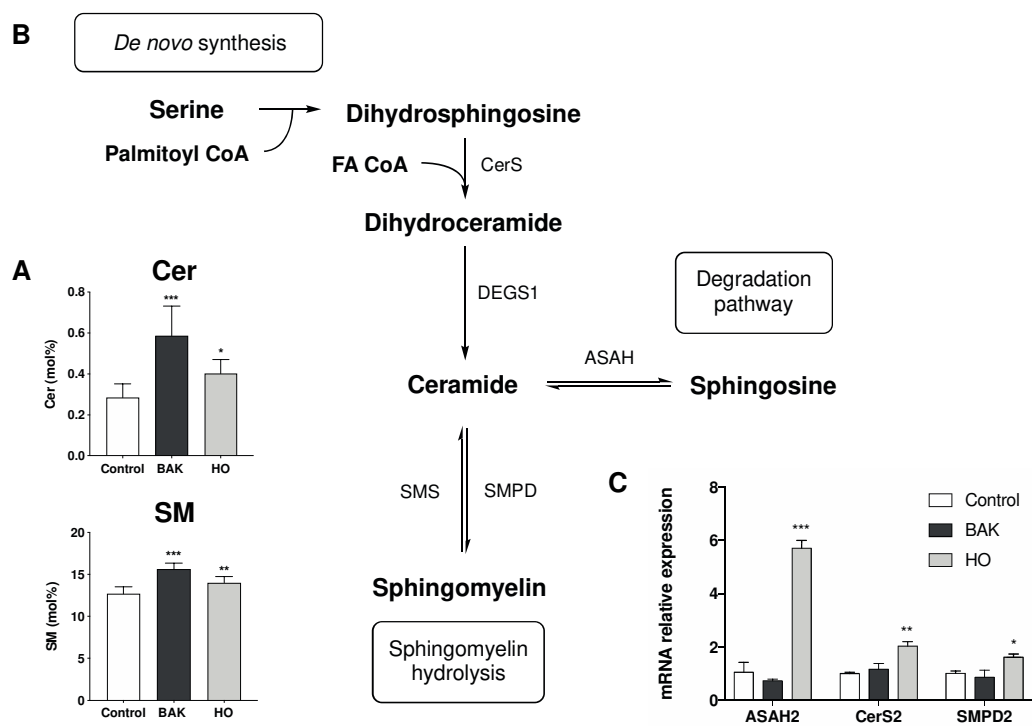 B
De novo synthesis
Serine
Dihydrosphingosine
Palmitoyl CoA
FA CoA
CerS
Dihydroceramide
DEGS1
Degradation
pathway
ASAH
Ceramide
Sphingosine
SMS
SMPD
Sphingomyelin
Sphingomyelin
hydrolysis
A
Cer
Cer (mol%)
0.8
0.6
0.4
0.2
0.0
***
*
Control BAK HO
SM
SM (mol%)
20
15
10
5
0
***
**
Control BAK HO
C
mRNA relative expression
8
6
4
2
0
***
**
*
Control
BAK
HO
ASAH2 CerS2 SMPD2